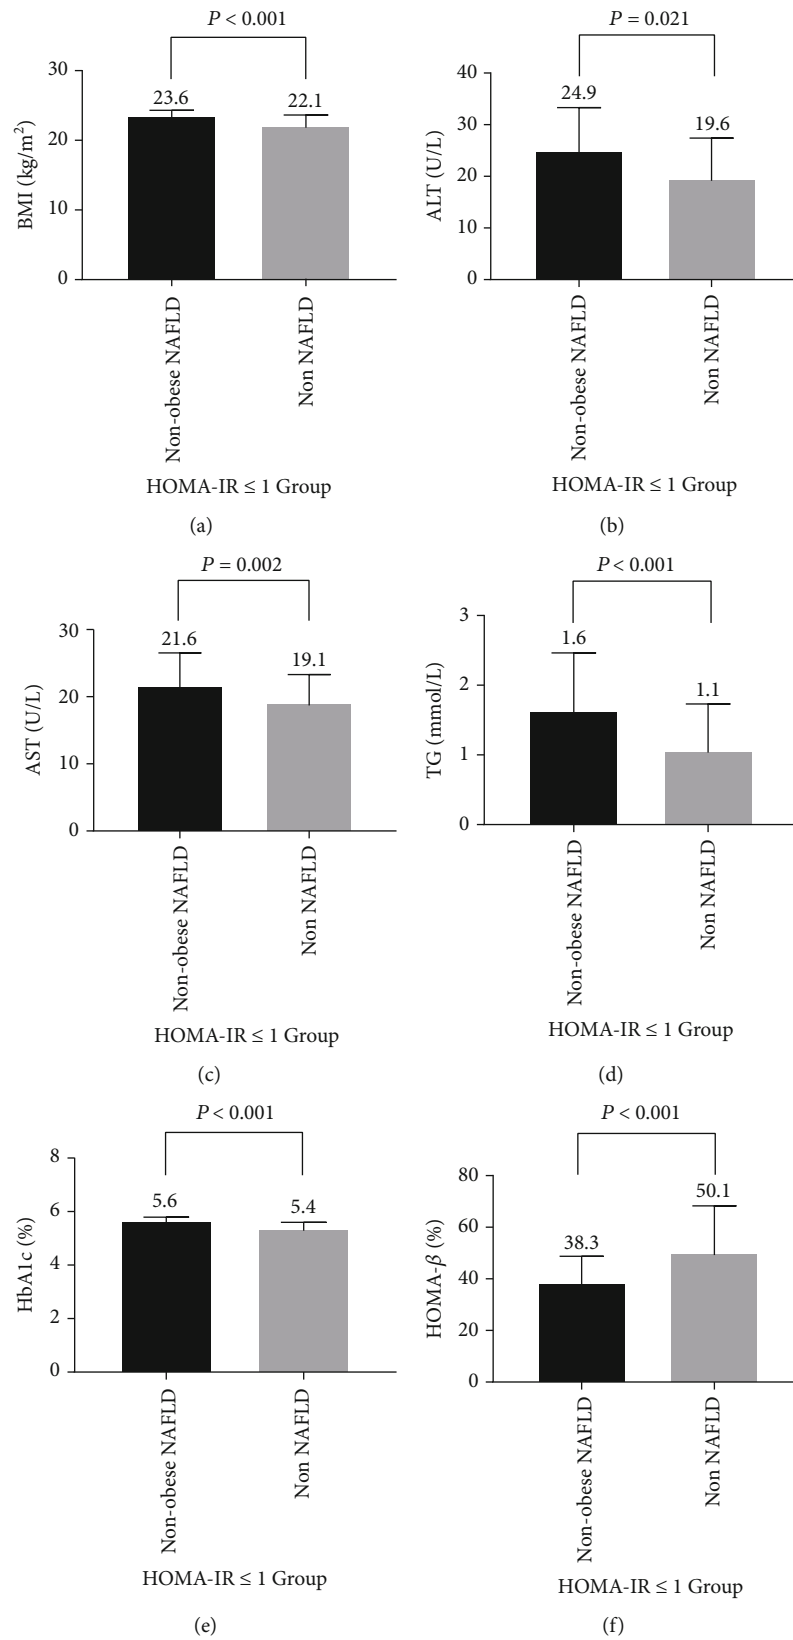 P < 0.001
BMI (kg/m²)
30
20
10
0
23.6
22.1
Non-obese NAFLD
Non NAFLD
HOMA-IR ≤ 1 Group
(a)
P = 0.021
ALT (U/L)
40
30
20
10
0
24.9
19.6
Non-obese NAFLD
Non NAFLD
HOMA-IR ≤ 1 Group
(b)
P = 0.002
AST (U/L)
30
20
10
0
21.6
19.1
Non-obese NAFLD
Non NAFLD
HOMA-IR ≤ 1 Group
(c)
P < 0.001
TG (mmol/L)
3
2
1
0
1.6
1.1
Non-obese NAFLD
Non NAFLD
HOMA-IR ≤ 1 Group
(d)
P < 0.001
HbA1c (%)
8
6
4
2
0
5.6
5.4
Non-obese NAFLD
Non NAFLD
HOMA-IR ≤ 1 Group
(e)
P < 0.001
HOMA-β (%)
80
60
40
20
0
38.3
50.1
Non-obese NAFLD
Non NAFLD
HOMA-IR ≤ 1 Group
(f)